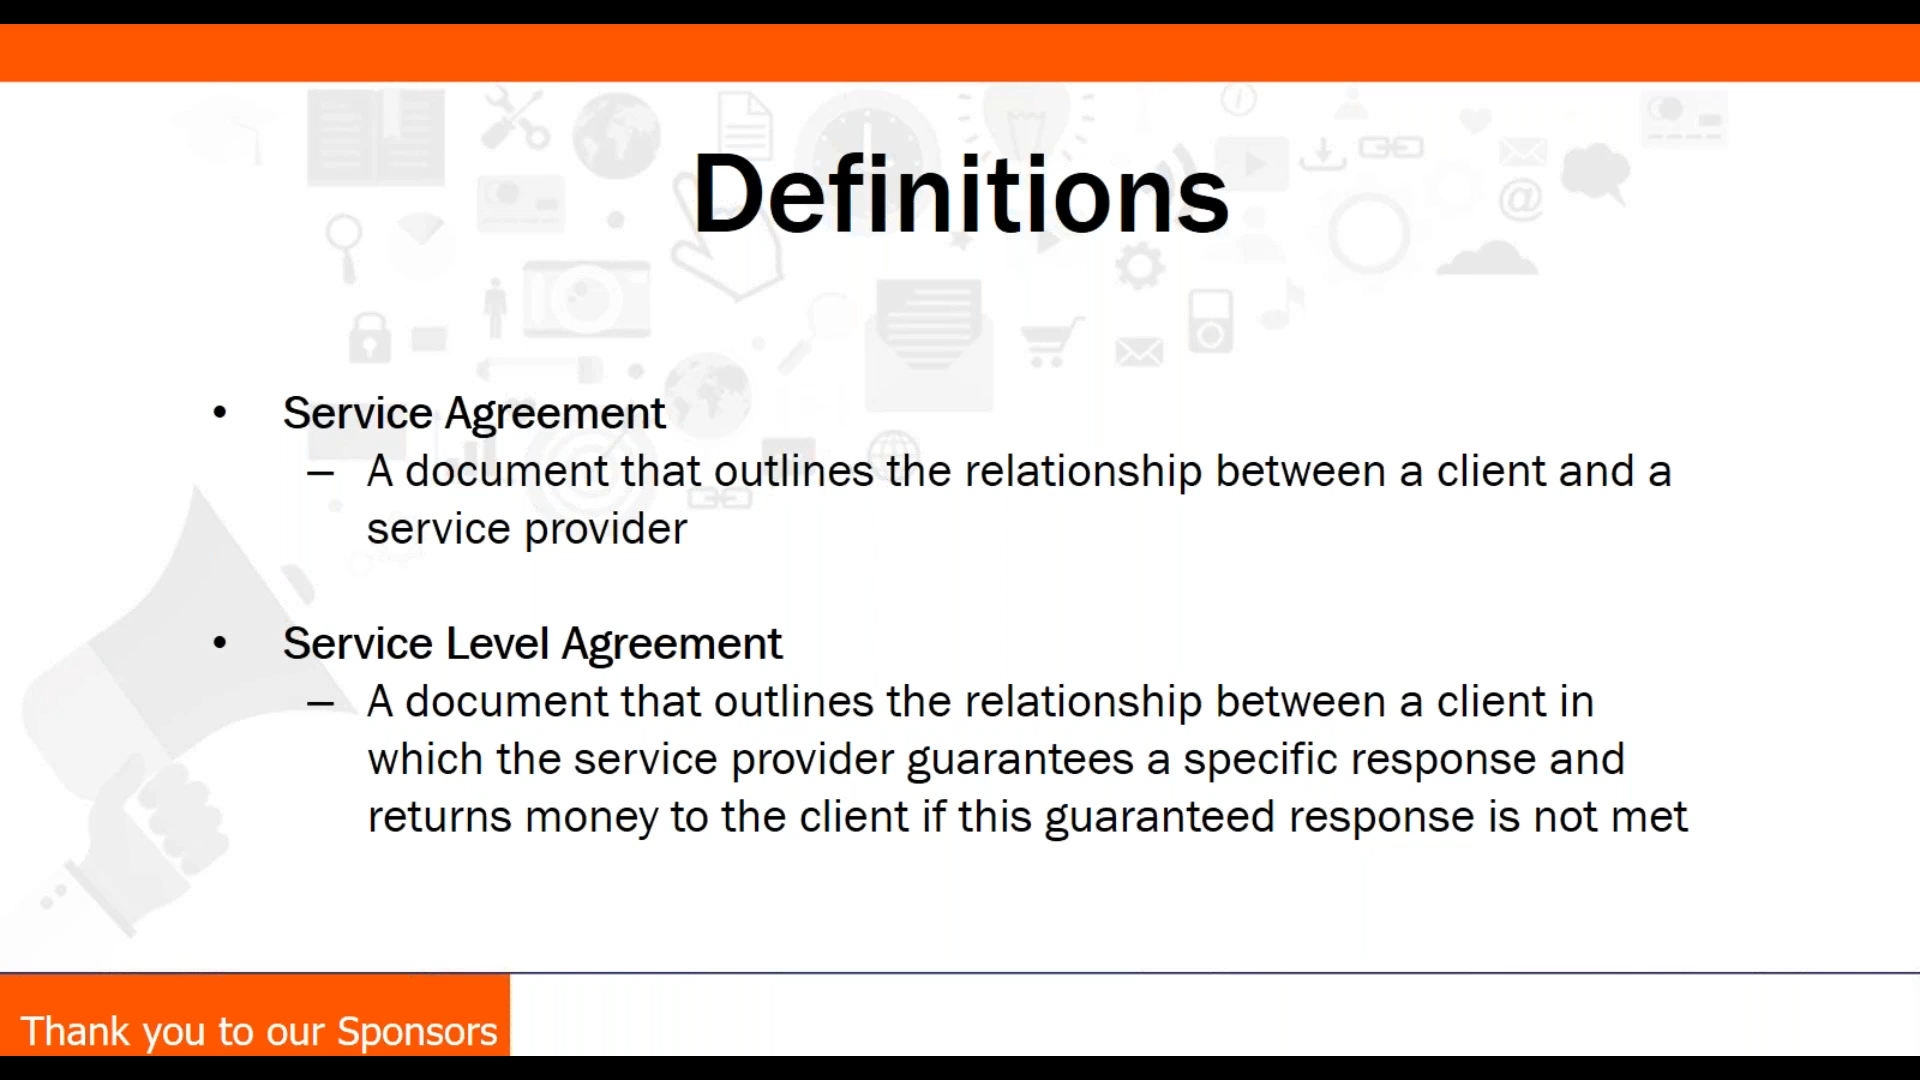 Definitions
• Service Agreement
– A document that outlines the relationship between a client and a
service provider
• Service Level Agreement
– A document that outlines the relationship between a client in
which the service provider guarantees a specific response and
returns money to the client if this guaranteed response is not met
Thank you to our Sponsors